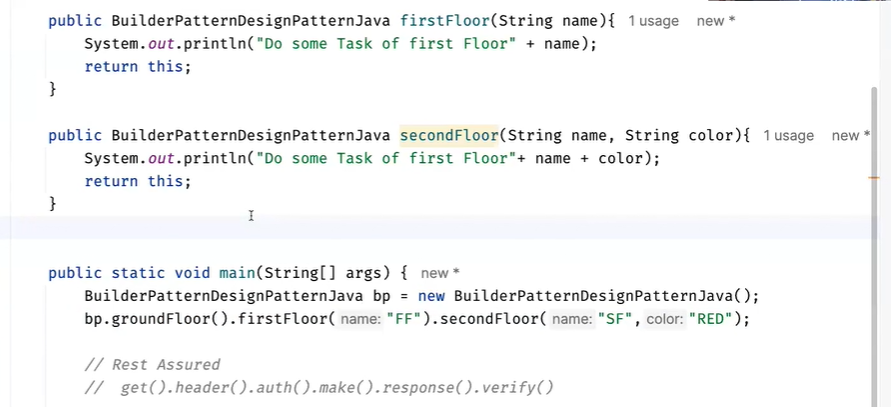 public BuilderPatternDesignPatternJava firstFloor(String name){ 1 usage new *
System.out.println("Do some Task of first Floor" + name);
return this;
}
public BuilderPatternDesignPatternJava secondFloor(String name, String color){ 1 usage new *
System.out.println("Do some Task of first Floor"+ name + color);
return this;
}
public static void main(String[] args) { new *
BuilderPatternDesignPatternJava bp = new BuilderPatternDesignPatternJava();
bp.groundFloor().firstFloor( name: "FF").secondFloor( name: "SF", color: "RED");
// Rest Assured
// get().header().auth().make().response().verify()